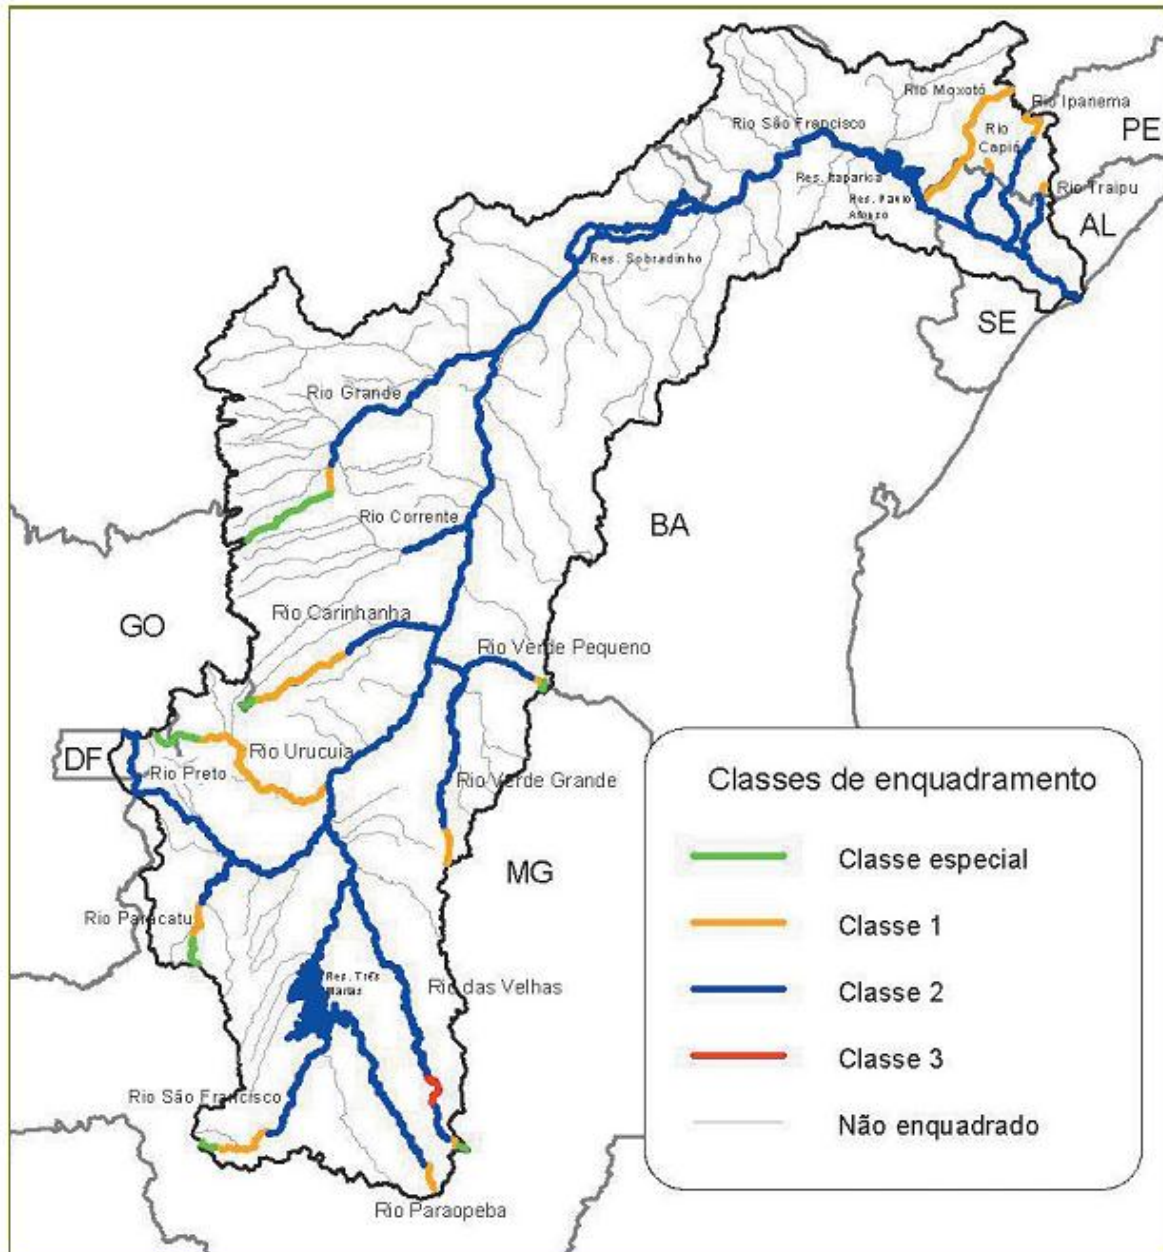 Rio Moxotó
Rio Ipanema
PE
Rio São Francisco
Rio
Capiá
Res. Itaparica
Rio Traipu
Res. Paulo
Afonso
AL
Res. Sobradinho
SE
Rio Grande
Rio Corrente
BA
Rio Carinhanha
GO
Rio Verde Pequeno
DF
Rio Urucuia
Rio Preto
Rio Verde Grande
MG
Rio Paracatu
Res. Três
Marias
Rio das Velhas
Rio São Francisco
Rio Paraopeba
Classes de enquadramento
Classe especial
Classe 1
Classe 2
Classe 3
Não enquadrado